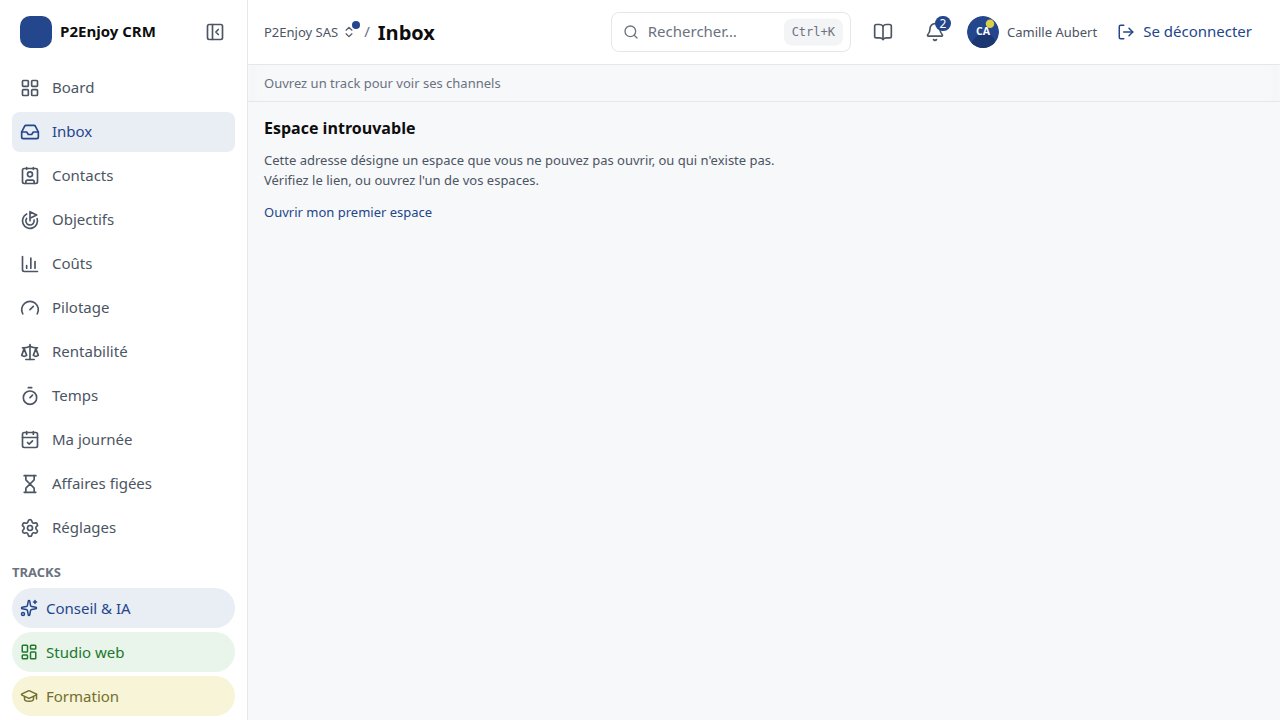 P2Enjoy CRM
P2Enjoy SAS / Inbox
Rechercher... Ctrl+K
2
CA Camille Aubert
Se déconnecter
Board
Inbox
Contacts
Objectifs
Coûts
Pilotage
Rentabilité
Temps
Ma journée
Affaires figées
Réglages
TRACKS
Conseil & IA
Studio web
Formation
Ouvrez un track pour voir ses channels
Espace introuvable
Cette adresse désigne un espace que vous ne pouvez pas ouvrir, ou qui n'existe pas.
Vérifiez le lien, ou ouvrez l'un de vos espaces.
Ouvrir mon premier espace